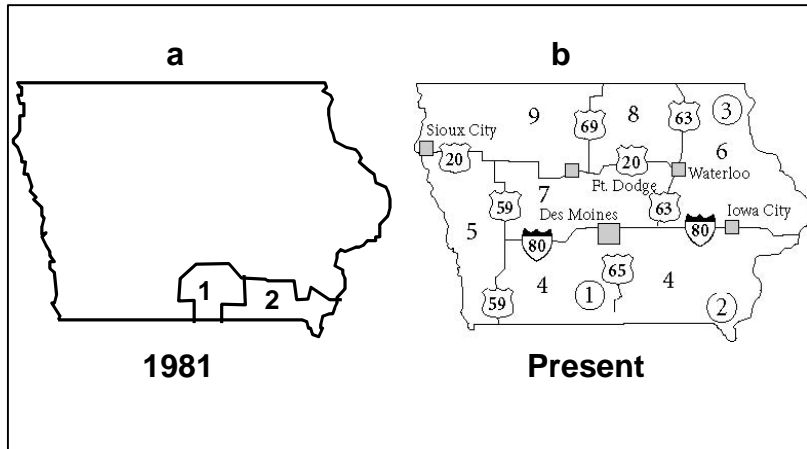 a
1
2
1981
b
9
8
3
69
63
Sioux City
6
20
20
Waterloo
Ft. Dodge
7
59
63
Des Moines
Iowa City
5
80
80
4
65
4
59
1
2
Present